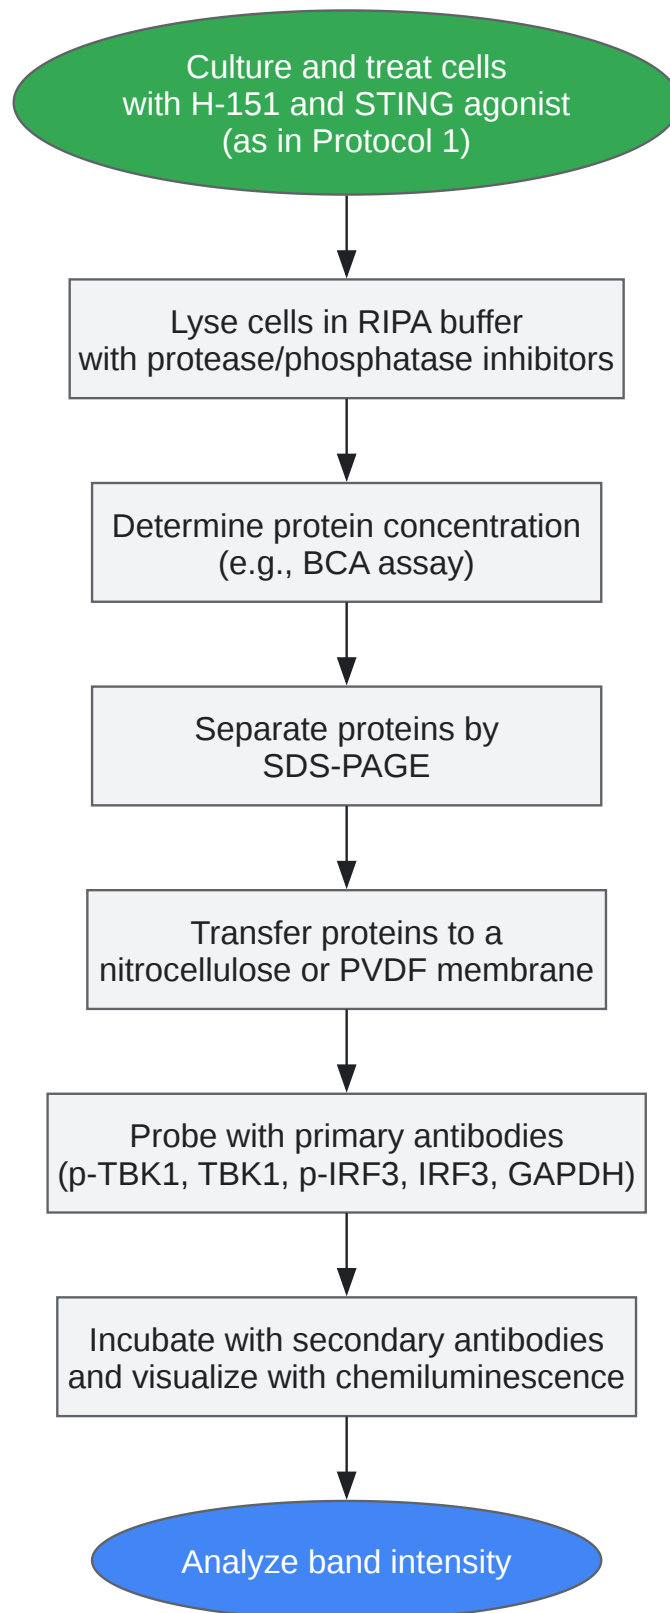 Culture and treat cells
with H-151 and STING agonist
(as in Protocol 1)
Lyse cells in RIPA buffer
with protease/phosphatase inhibitors
Determine protein concentration
(e.g., BCA assay)
Separate proteins by
SDS-PAGE
Transfer proteins to a
nitrocellulose or PVDF membrane
Probe with primary antibodies
(p-TBK1, TBK1, p-IRF3, IRF3, GAPDH)
Incubate with secondary antibodies
and visualize with chemiluminescence
Analyze band intensity